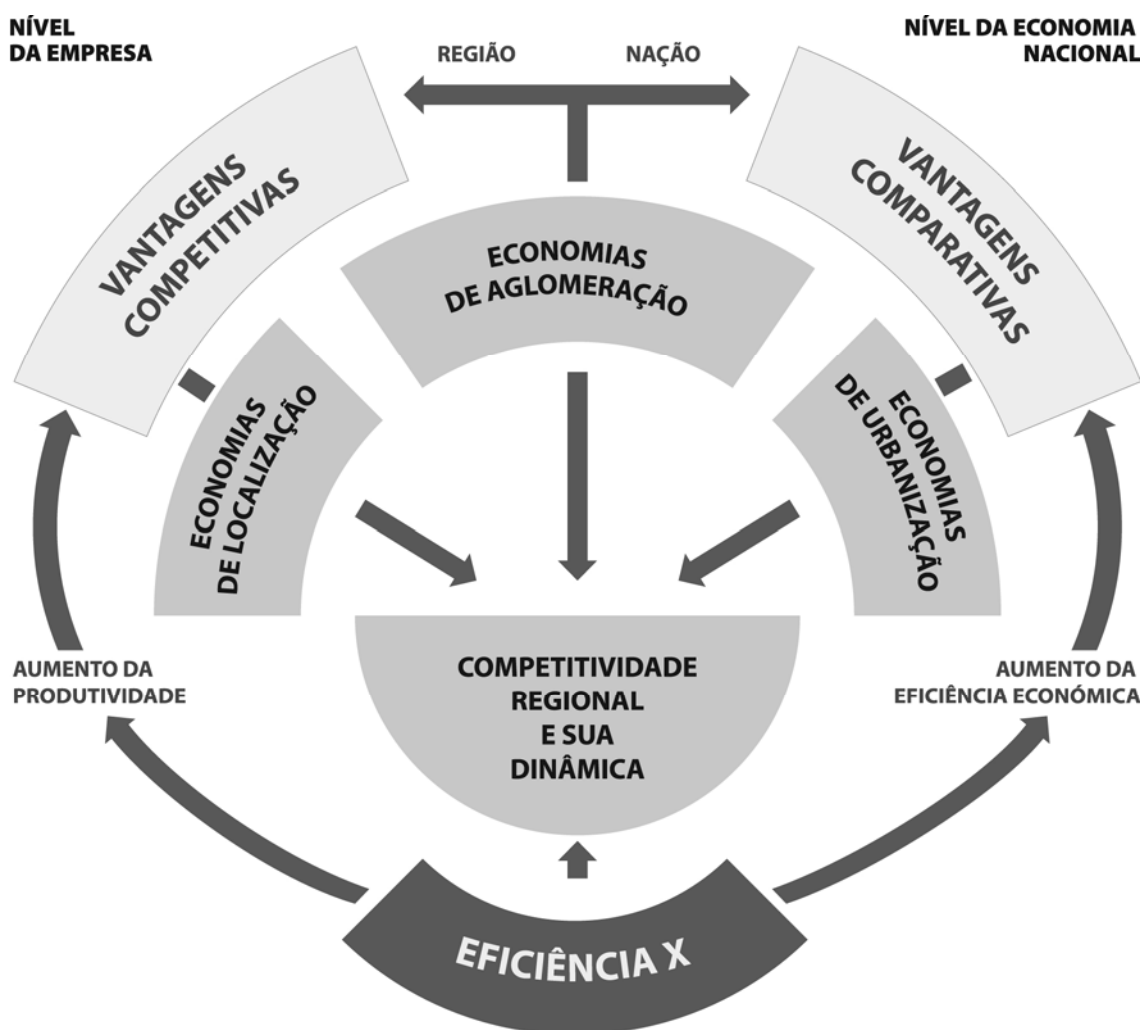 NÍVEL
DA EMPRESA
REGIÃO
NAÇÃO
NÍVEL DA ECONOMIA
NACIONAL
VANTAGENS
COMPETITIVAS
ECONOMIAS
DE AGLOMERAÇÃO
VANTAGENS
COMPARATIVAS
ECONOMIAS
DE LOCALIZAÇÃO
ECONOMIAS
DE URBANIZAÇÃO
AUMENTO DA
PRODUTIVIDADE
COMPETITIVIDADE
REGIONAL
E SUA
DINÂMICA
AUMENTO DA
EFICIÊNCIA ECONÓMICA
EFICIÊNCIA X